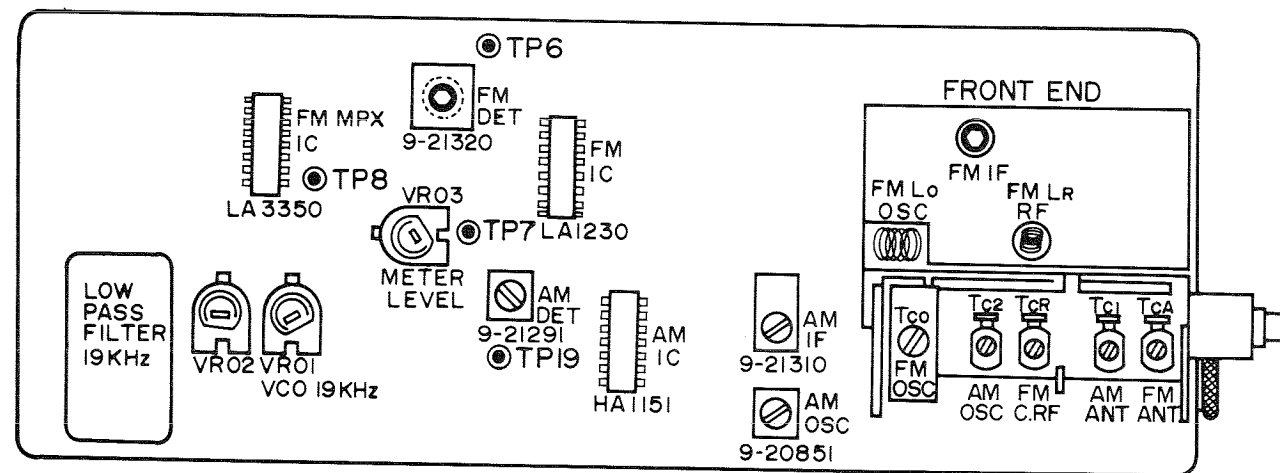 TP6
FM
DET
9-21320
FM MPX
IC
TP8
LA 3350
FM
IC
LA1230
VR03
TP7
METER
LEVEL
LOW
PASS
FILTER
19KHz
VR02
VR01
VCO 19KHz
AM
DET
9-21291
TP19
AM
IC
HA1151
AM
IF
9-21310
AM
OSC
9-20851
FRONT END
FM IF
FM LO
OSC
FM LR
RF
TCO
FM
OSC
TC2
AM
OSC
TCR
FM
C.RF
TC1
AM
ANT
TCA
FM
ANT